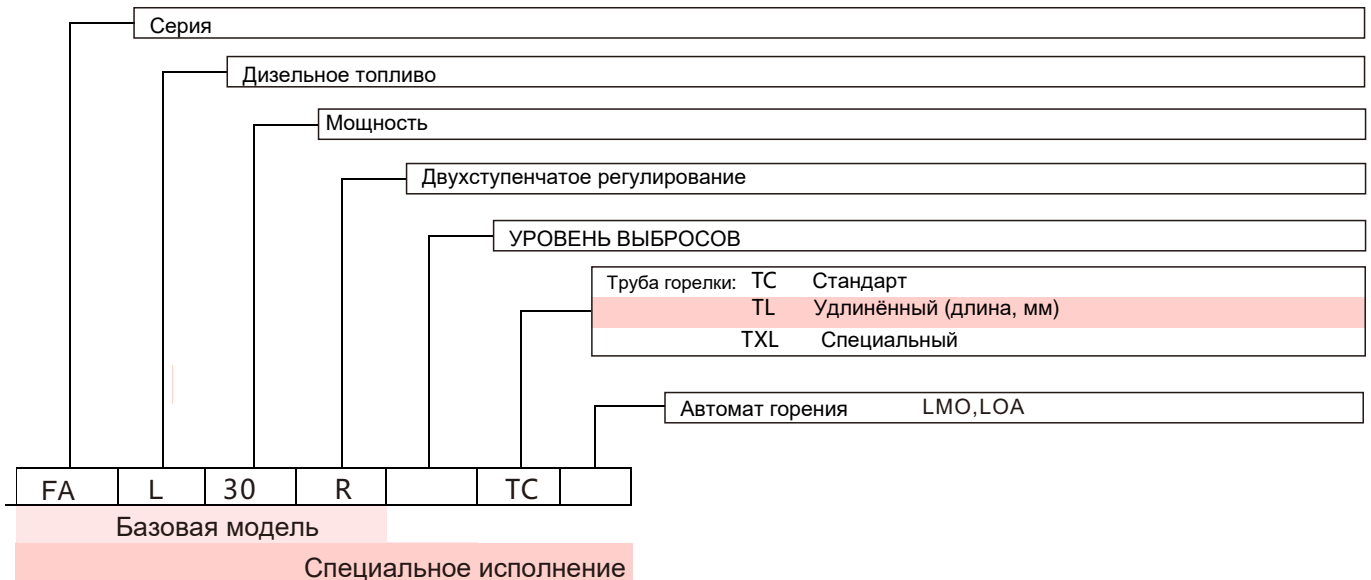 Серия
Дизельное топливо
Мощность
Двухступенчатое регулирование
УРОВЕНЬ ВЫБРОСОВ
Труба горелки: TC Стандарт
TL Удлинённый (длина, мм)
TXL Специальный
Автомат горения LMO,LOA
FA L 30 R TC
Базовая модель
Специальное исполнение